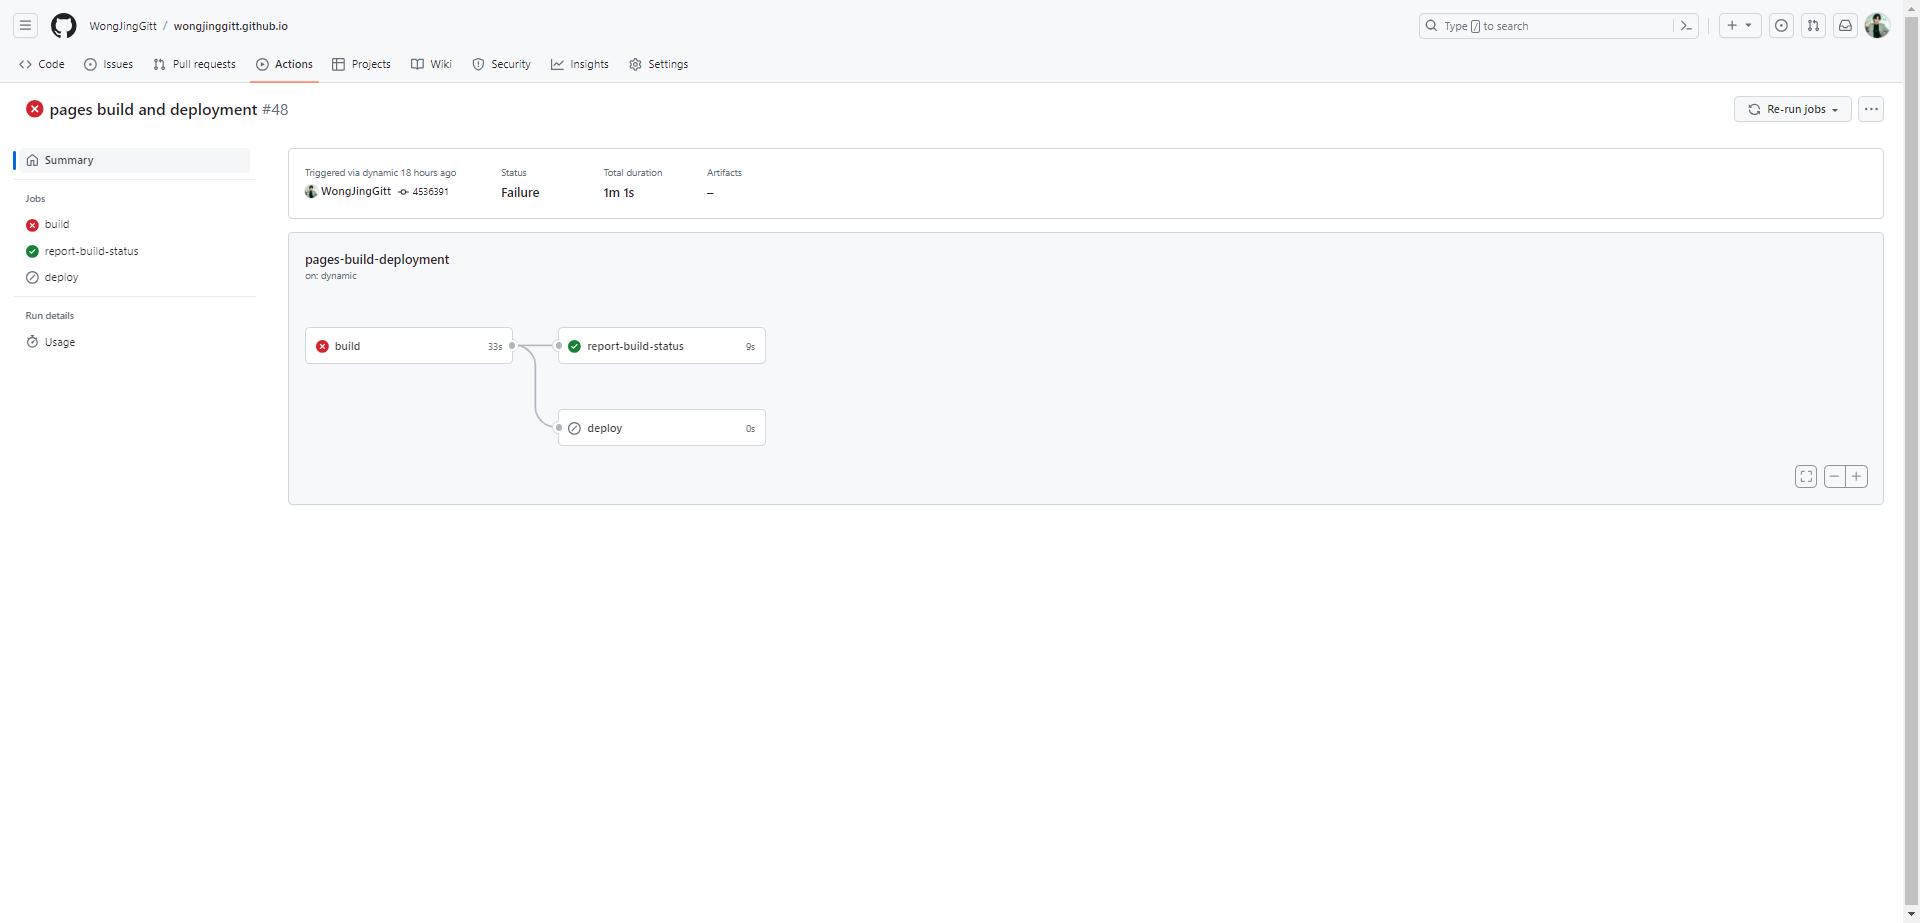 WongJingGitt / wongjinggitt.github.io
Type / to search
Code
Issues
Pull requests
Actions
Projects
Wiki
Security
Insights
Settings
pages build and deployment #48
Re-run jobs
Summary
Jobs
build
report-build-status
deploy
Run details
Usage
Triggered via dynamic 18 hours ago
WongJingGitt 4536391
Status
Failure
Total duration
1m 1s
Artifacts
–
pages-build-deployment
on: dynamic
build 33s
report-build-status 9s
deploy 0s